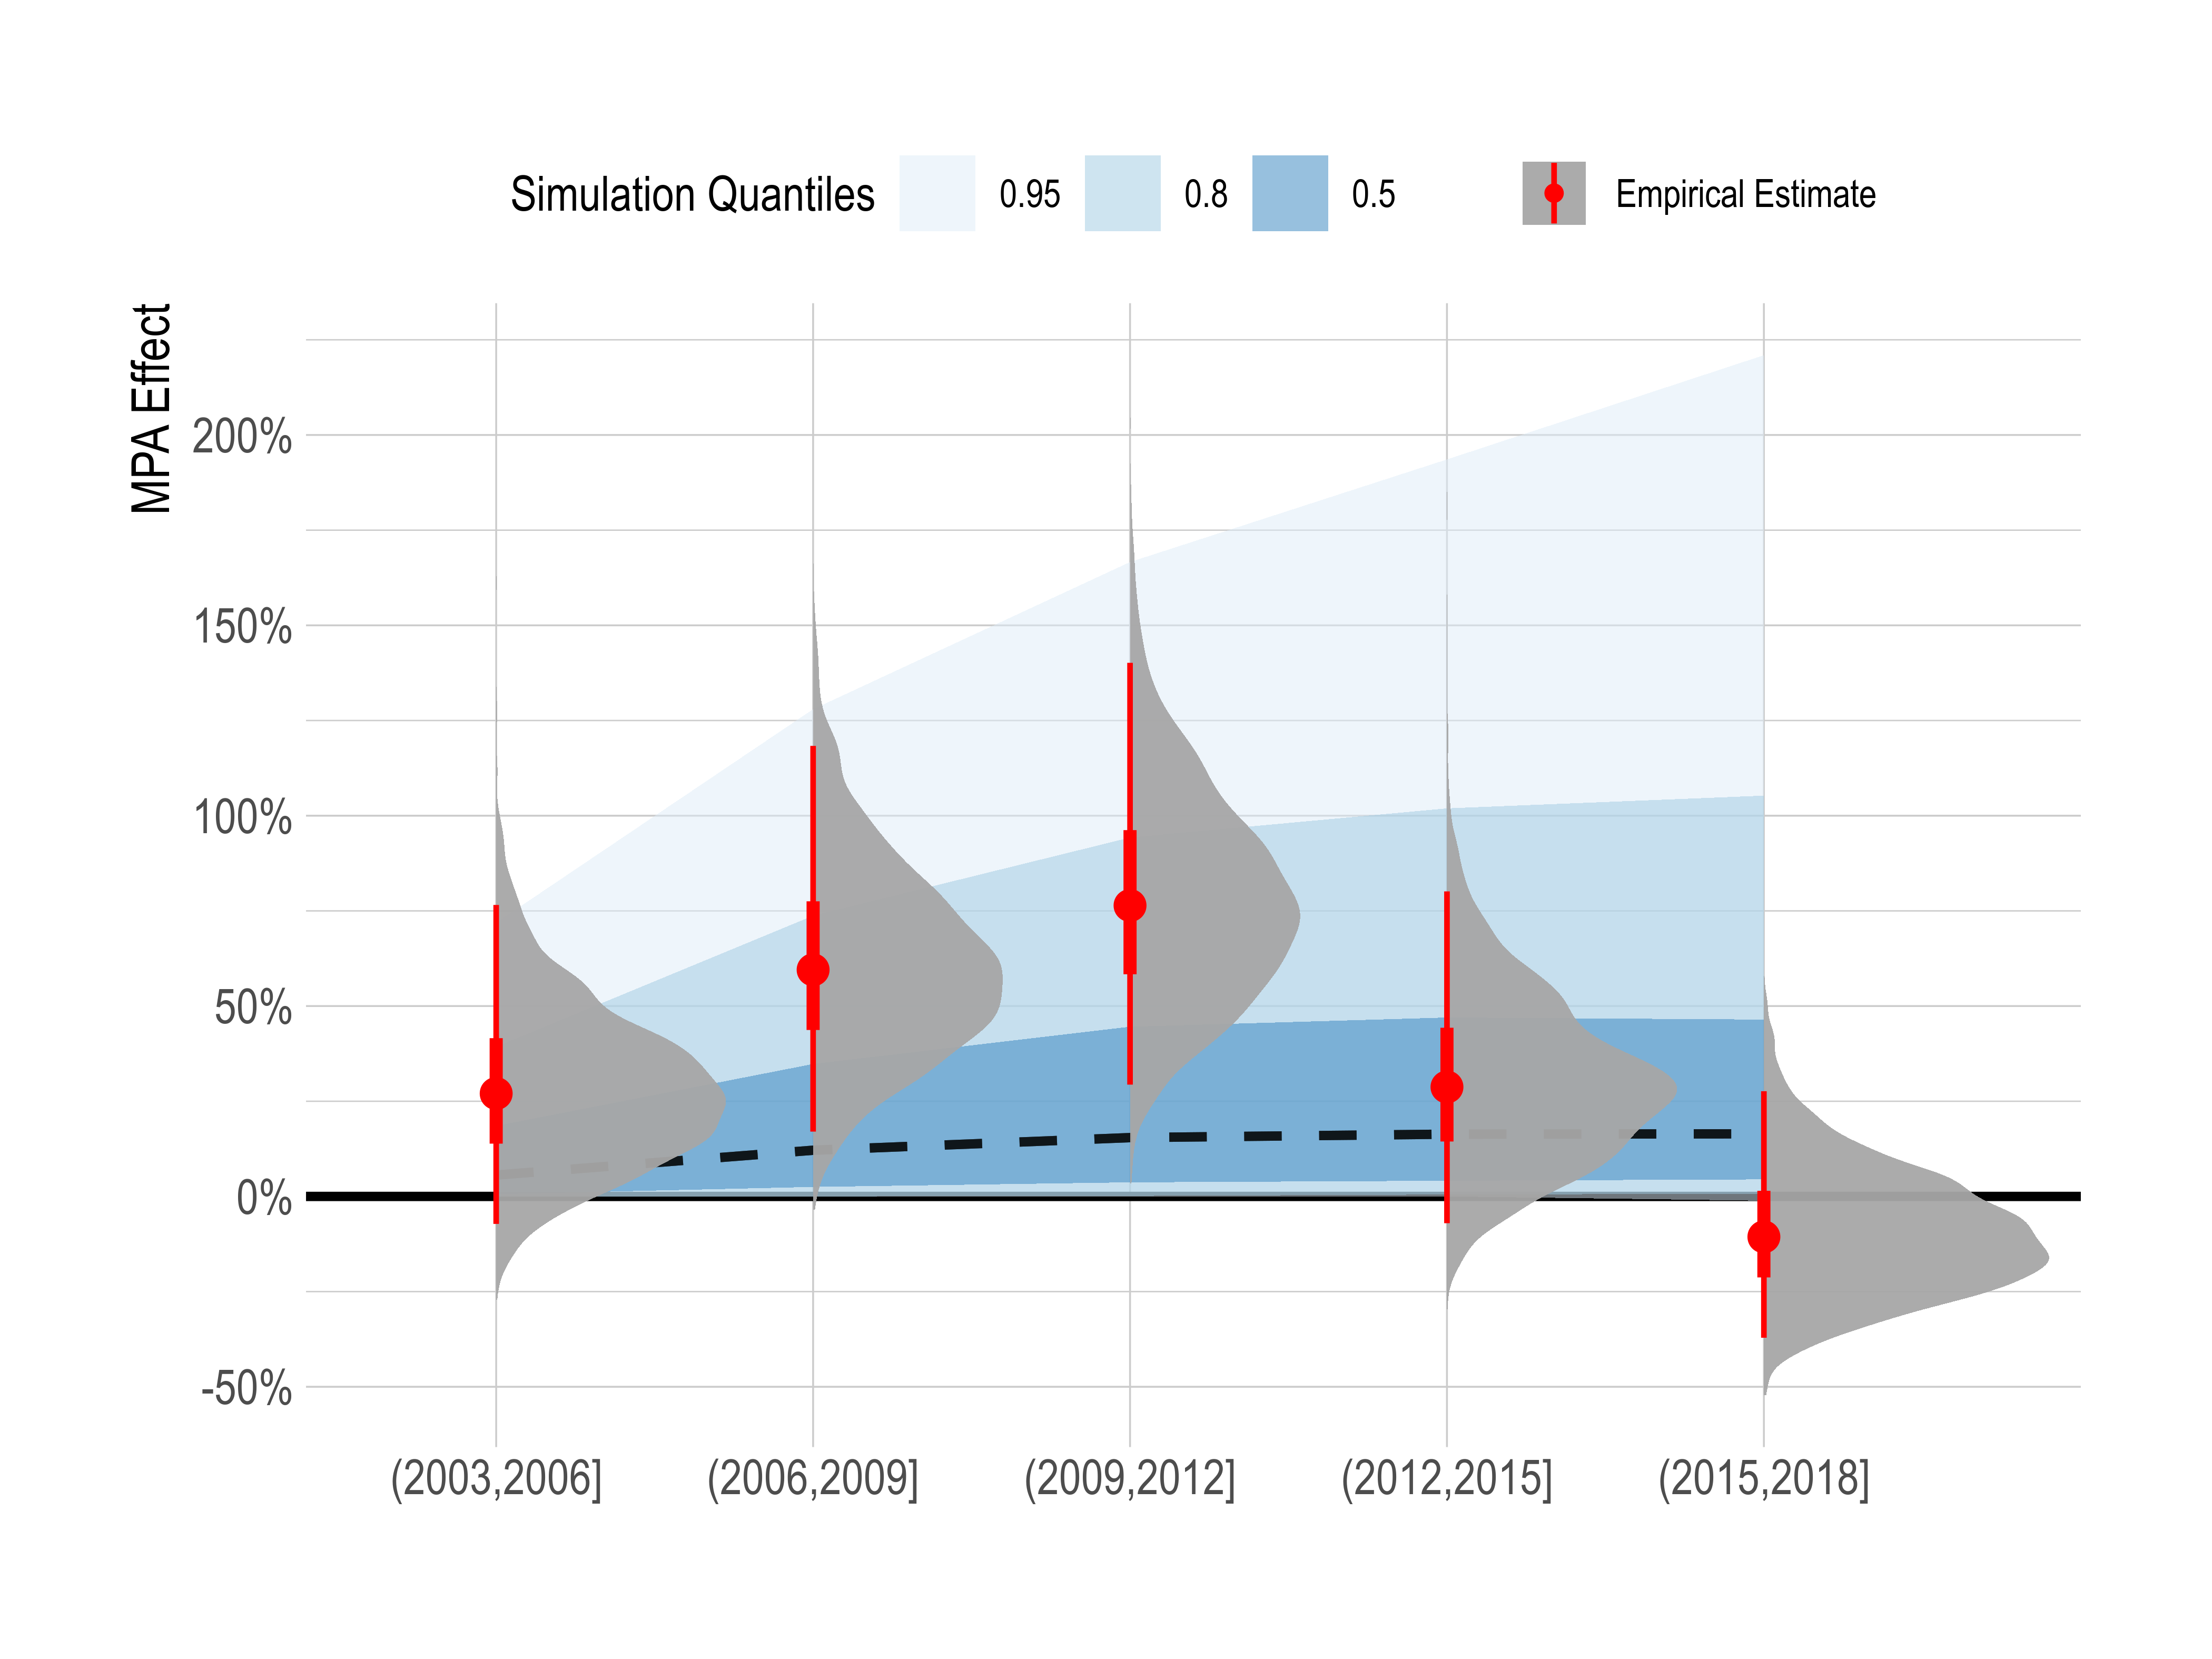 Simulation Quantiles 0.95 0.8 0.5 Empirical Estimate
MPA Effect
200%
150%
100%
50%
0%
-50%
(2003,2006] (2006,2009] (2009,2012] (2012,2015] (2015,2018]